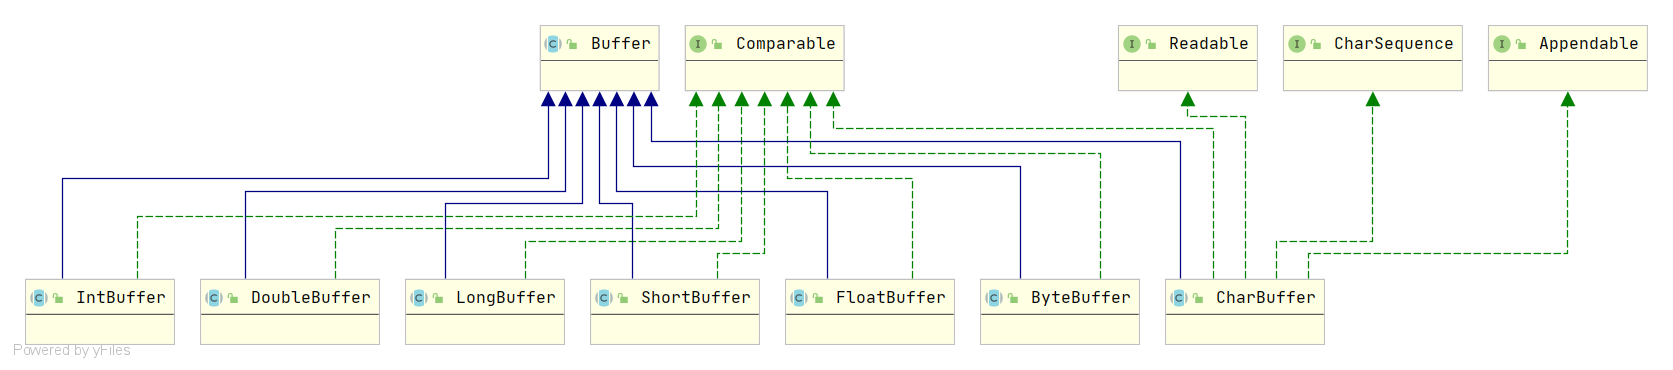 Buffer
Comparable
Readable
CharSequence
Appendable
IntBuffer
DoubleBuffer
LongBuffer
ShortBuffer
FloatBuffer
ByteBuffer
CharBuffer
Powered by yFiles